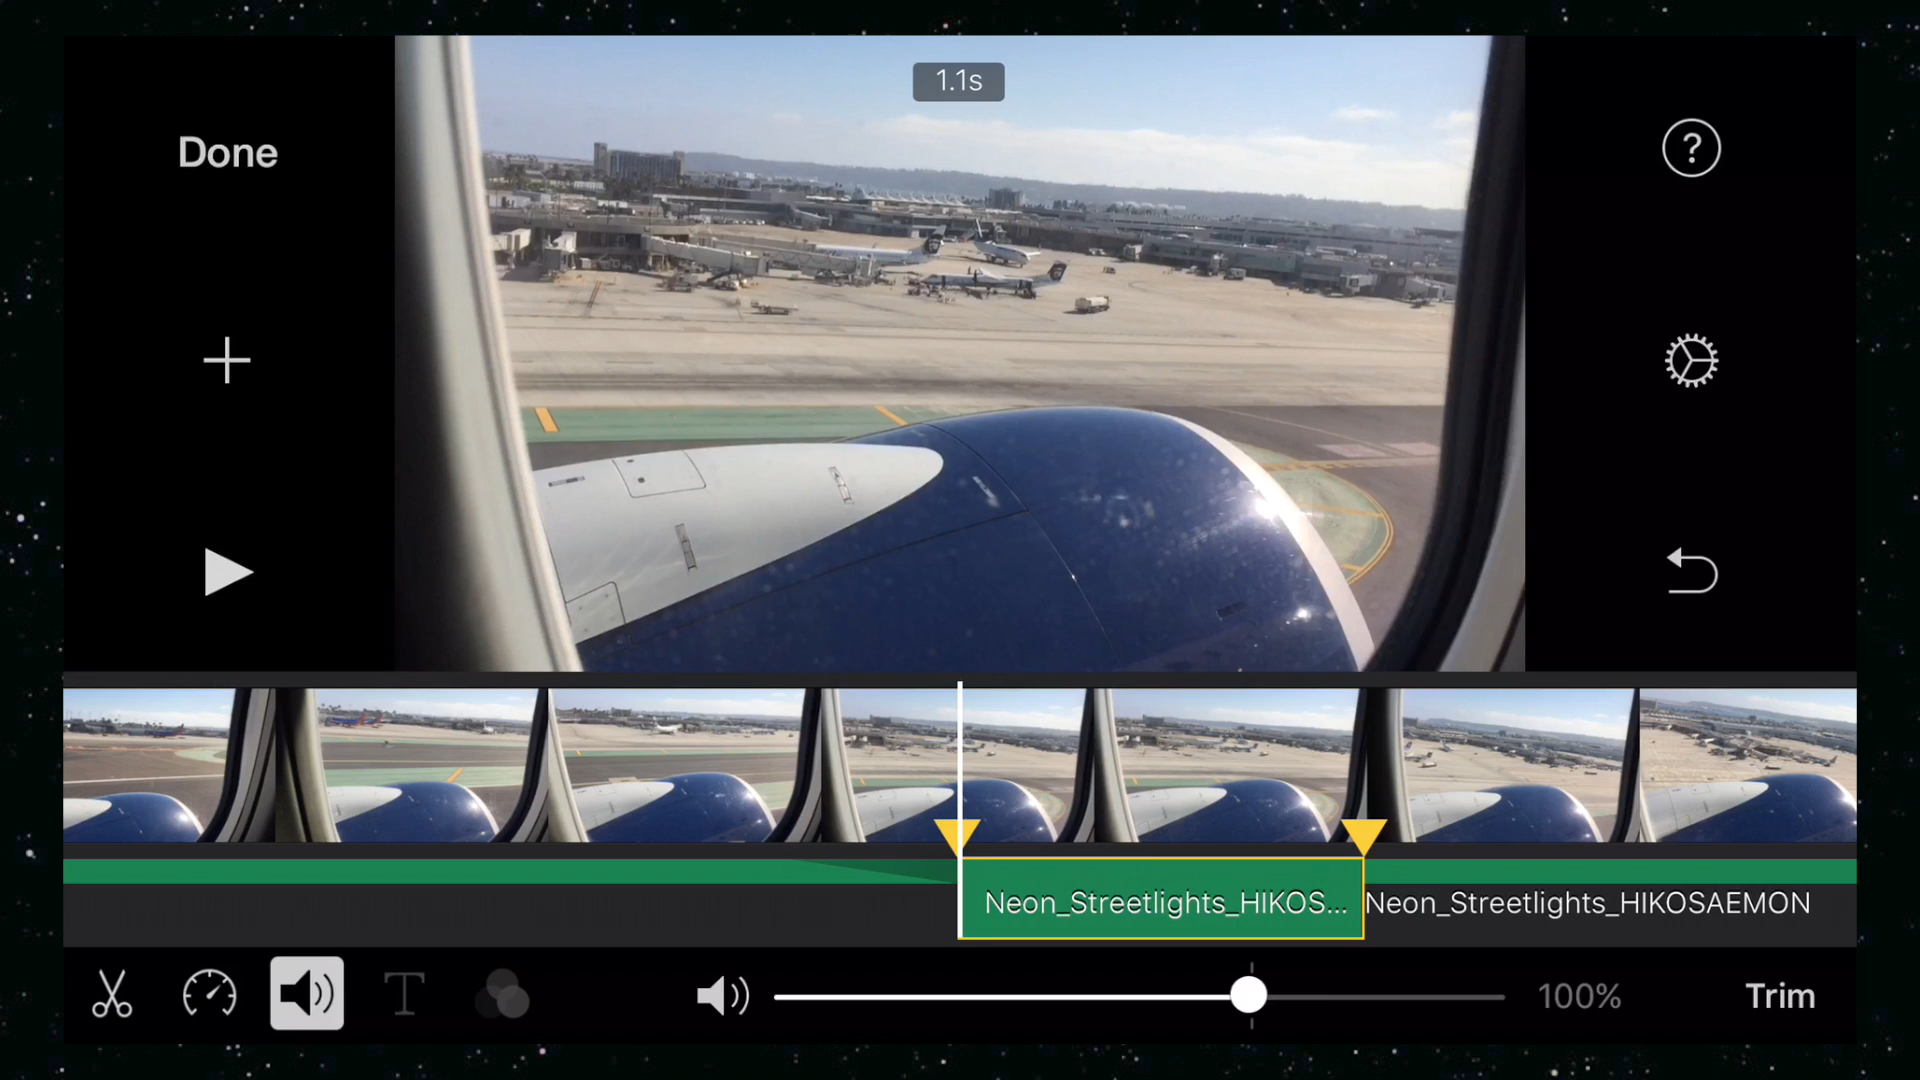 1.1s
Done
?
Neon_Streetlights_HIKOS...
Neon_Streetlights_HIKOSAEMON
T
100%
Trim